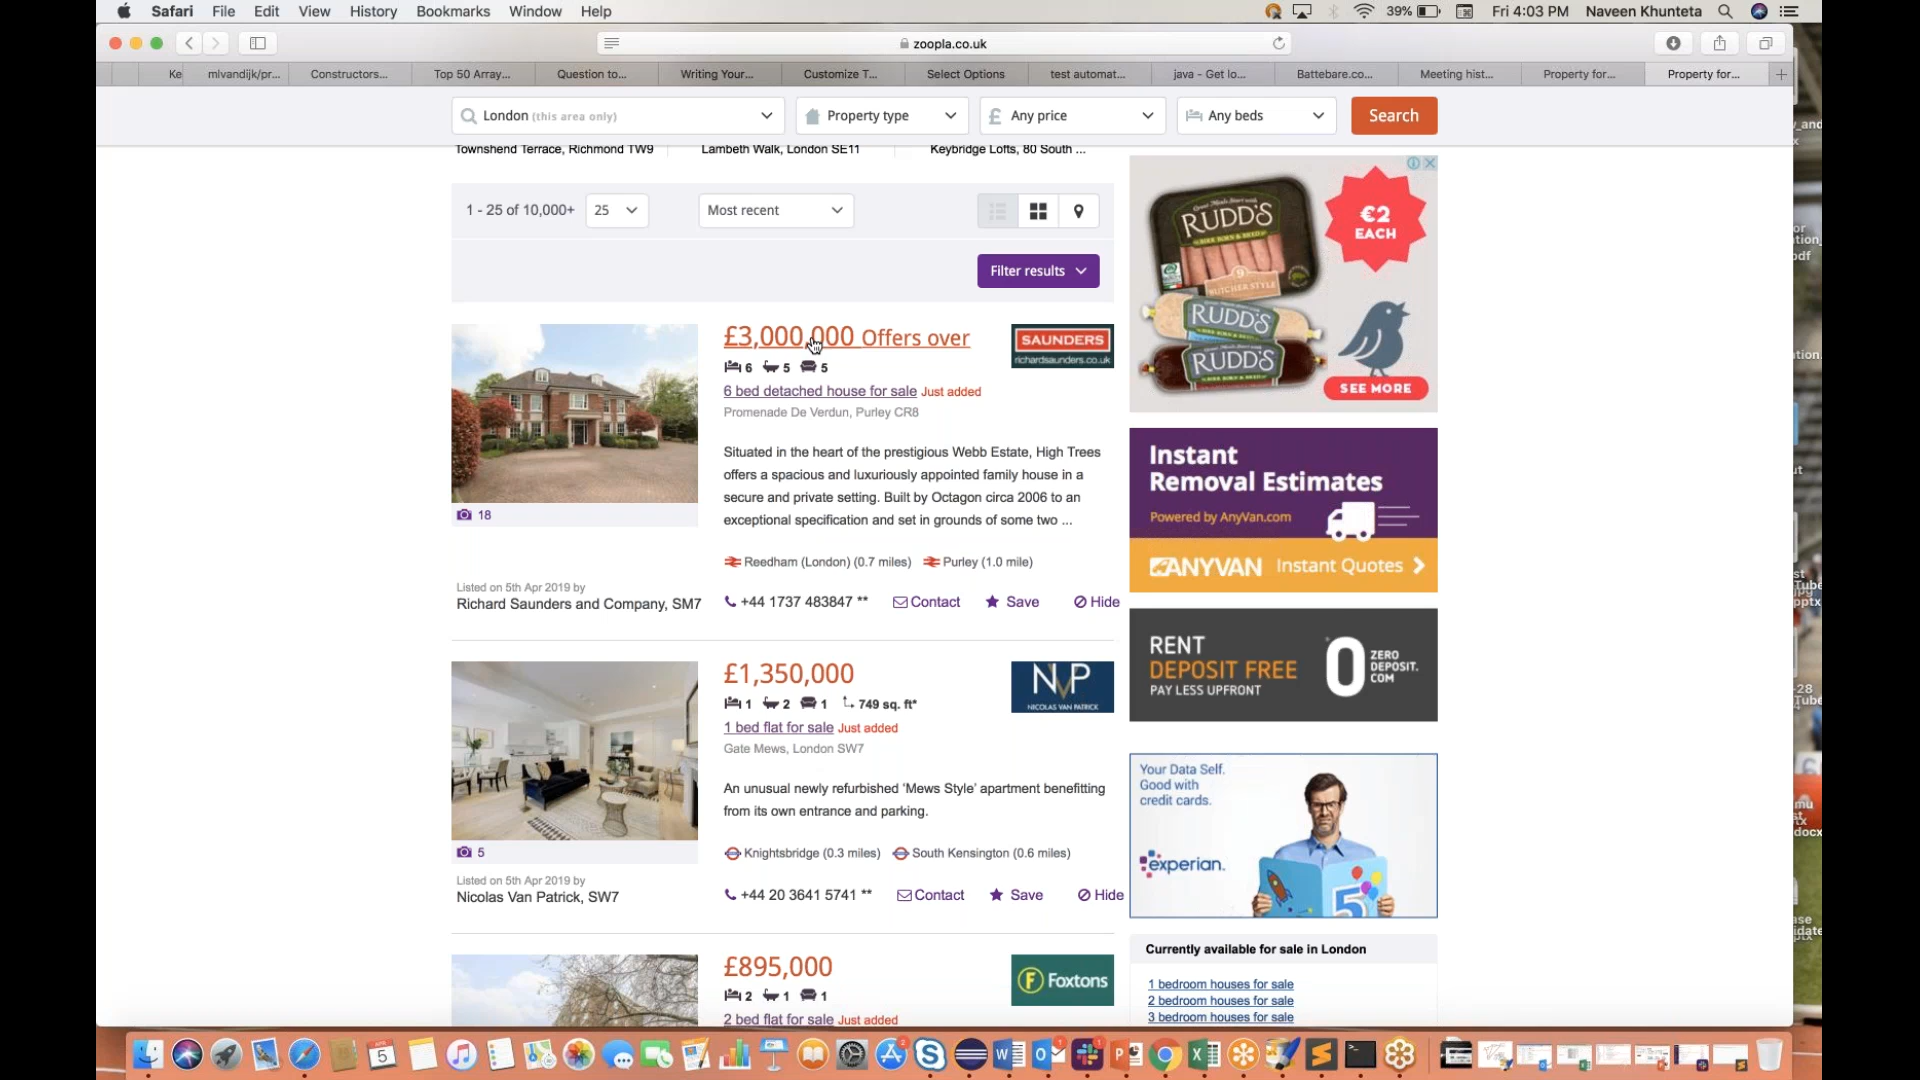 Safari File Edit View History Bookmarks Window Help
39% Fri 4:03 PM Naveen Khunteta
zoopla.co.uk
Ke mlvandijk/pr... Constructors... Top 50 Array... Question to... Writing Your... Customize T... Select Options test automat... java - Get lo... Battebare.co... Meeting hist... Property for... Property for...
London (this area only) Property type Any price Any beds Search
Townshend Terrace, Richmond TW9 Lambeth Walk, London SE11 Keybridge Lofts, 80 South ...
1 - 25 of 10,000+ 25 Most recent
Filter results
£3,000,000 Offers over
6 5 5
6 bed detached house for sale Just added
Promenade De Verdun, Purley CR8
SAUNDERS
richardsaunders.co.uk
Situated in the heart of the prestigious Webb Estate, High Trees
offers a spacious and luxuriously appointed family house in a
secure and private setting. Built by Octagon circa 2006 to an
exceptional specification and set in grounds of some two ...
18
Reedham (London) (0.7 miles) Purley (1.0 mile)
Listed on 5th Apr 2019 by
Richard Saunders and Company, SM7
+44 1737 483847 ** Contact Save Hide
£1,350,000
1 2 1 749 sq. ft*
1 bed flat for sale Just added
Gate Mews, London SW7
NVP
NICOLAS VAN PATRICK
An unusual newly refurbished ‘Mews Style’ apartment benefitting
from its own entrance and parking.
5
Knightsbridge (0.3 miles) South Kensington (0.6 miles)
Listed on 5th Apr 2019 by
Nicolas Van Patrick, SW7
+44 20 3641 5741 ** Contact Save Hide
£895,000
2 1 1
2 bed flat for sale Just added
F Foxtons
RUDD'S
€2
EACH
RUDD'S
RUDD'S
SEE MORE
Instant
Removal Estimates
Powered by AnyVan.com
ANYVAN Instant Quotes
RENT
DEPOSIT FREE
PAY LESS UPFRONT
0 ZERO
DEPOSIT.
COM
Your Data Self.
Good with
credit cards.
experian.
5
Currently available for sale in London
1 bedroom houses for sale
2 bedroom houses for sale
3 bedroom houses for sale